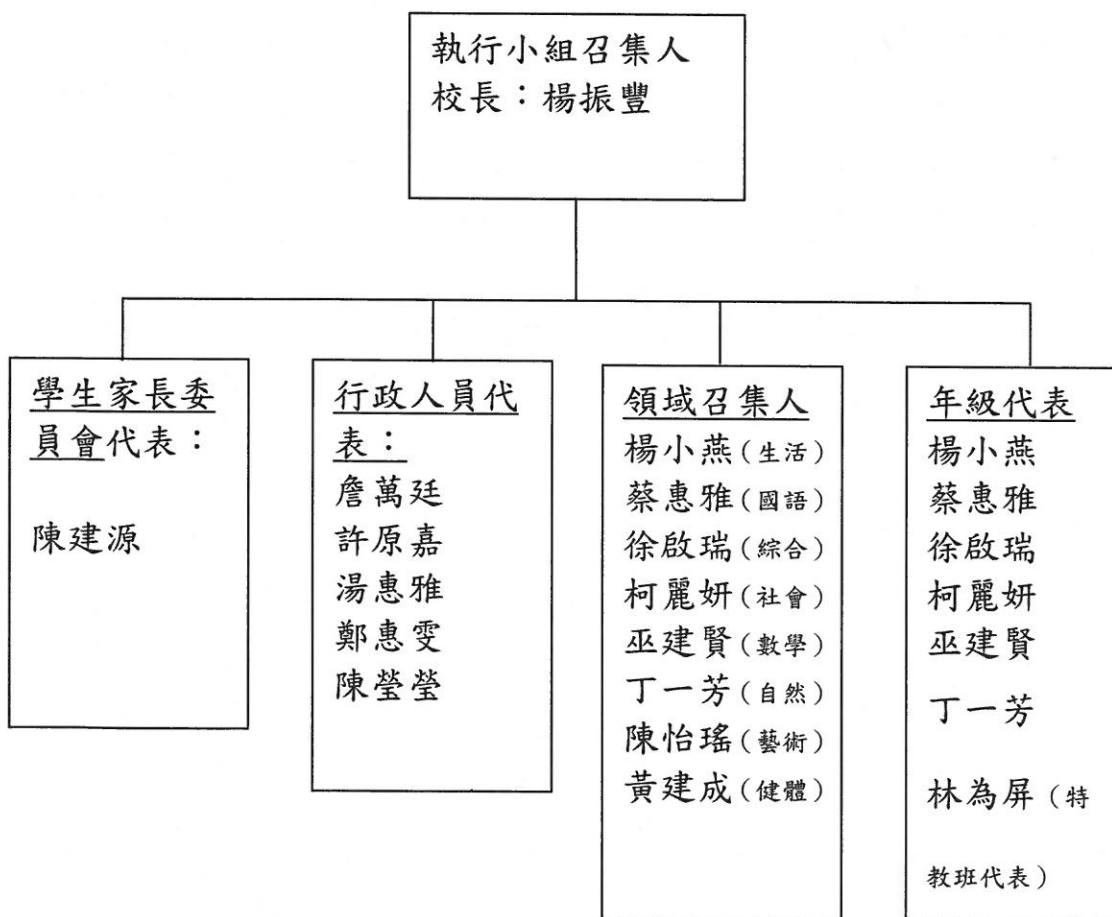 執行小組召集人
校長：楊振豐
學生家長委
員會代表：
陳建源
行政人員代
表：
詹萬廷
許原嘉
湯惠雅
鄭惠雯
陳瑩瑩
領域召集人
楊小燕(生活)
蔡惠雅(國語)
徐啟瑞(綜合)
柯麗妍(社會)
巫建賢(數學)
丁一芳(自然)
陳怡瑤(藝術)
黃建成(健體)
年級代表
楊小燕
蔡惠雅
徐啟瑞
柯麗妍
巫建賢
丁一芳
林為屏(特
教班代表)